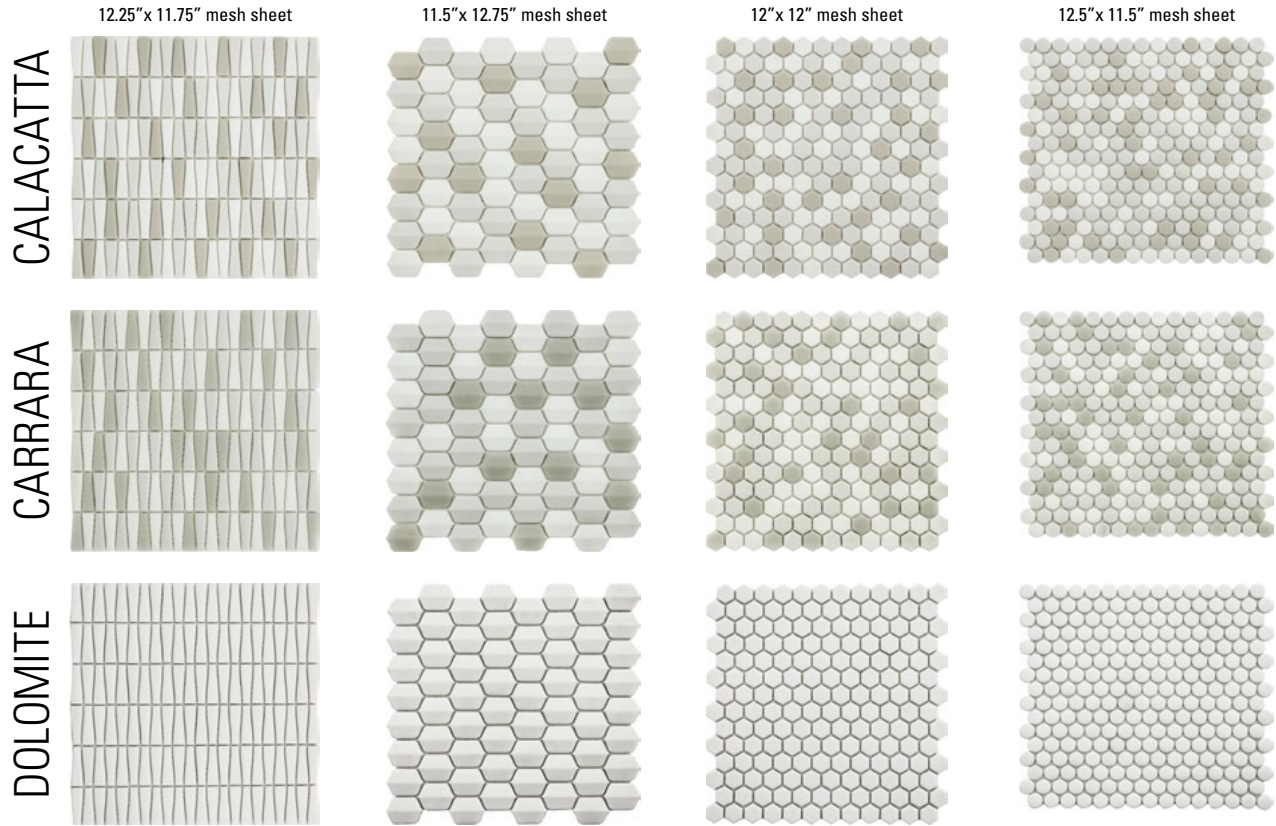 12.25”x 11.75” mesh sheet
11.5”x 12.75” mesh sheet
12”x 12” mesh sheet
12.5”x 11.5” mesh sheet
CALACATTA
CARRARA
DOLOMITE